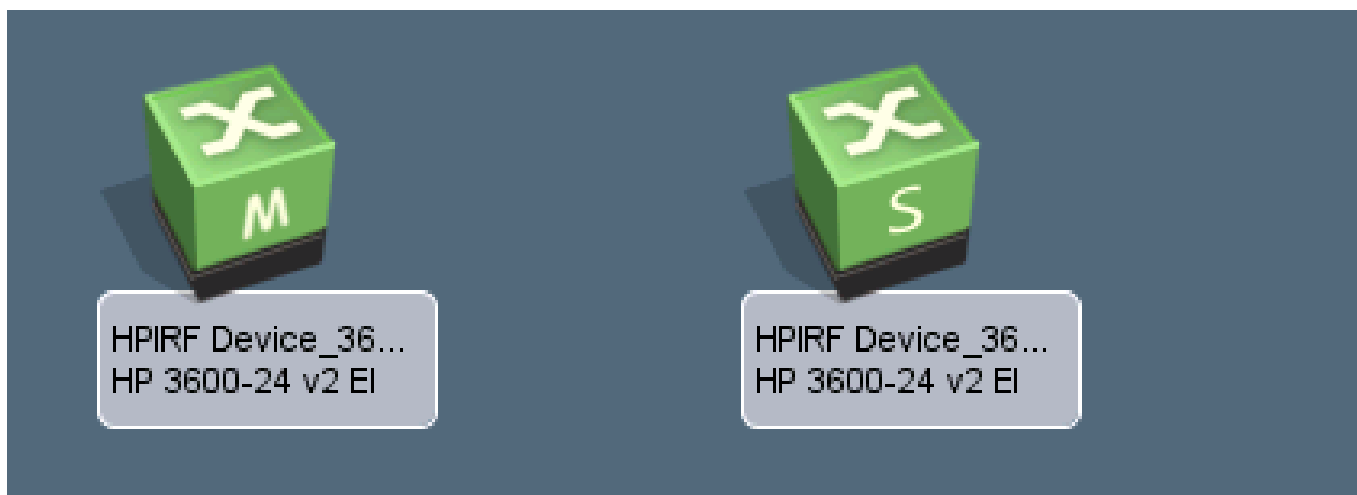 M
HPIRF Device_36...
HP 3600-24 v2 EI
S
HPIRF Device_36...
HP 3600-24 v2 EI